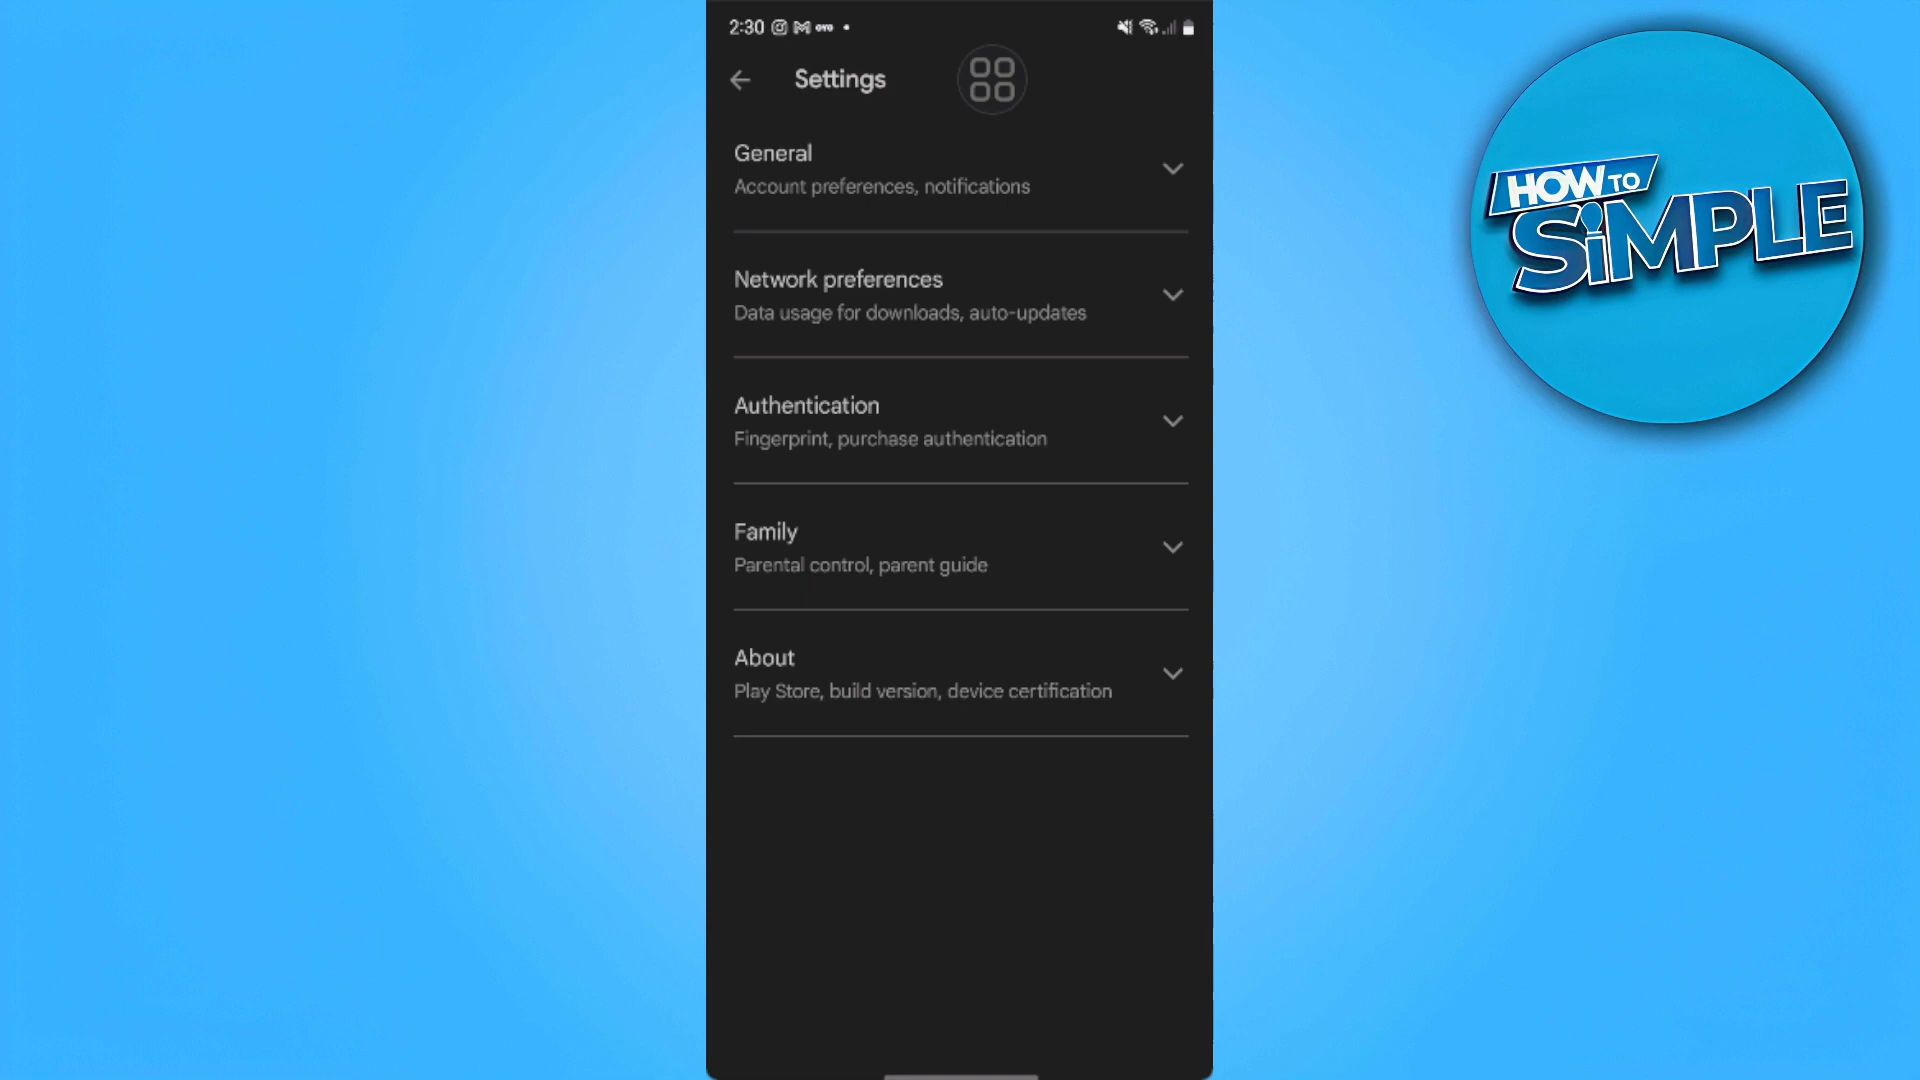 2:30
Settings
General
Account preferences, notifications
Network preferences
Data usage for downloads, auto-updates
Authentication
Fingerprint, purchase authentication
Family
Parental control, parent guide
About
Play Store, build version, device certification
HOW TO
SiMPLE